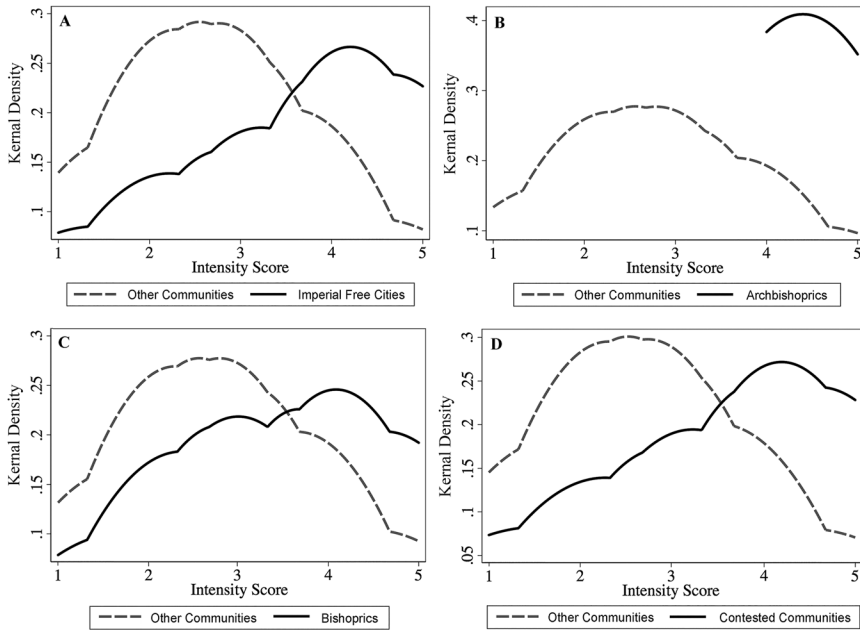 A
Kernal Density
.3
.25
.2
.15
.1
1 2 3 4 5
Intensity Score
Other Communities Imperial Free Cities
B
Kernal Density
.4
.3
.2
.1
1 2 3 4 5
Intensity Score
Other Communities Archbishoprics
C
Kernal Density
.3
.25
.2
.15
.1
1 2 3 4 5
Intensity Score
Other Communities Bishoprics
D
Kernal Density
.3
.25
.2
.15
.1
.05
1 2 3 4 5
Intensity Score
Other Communities Contested Communities